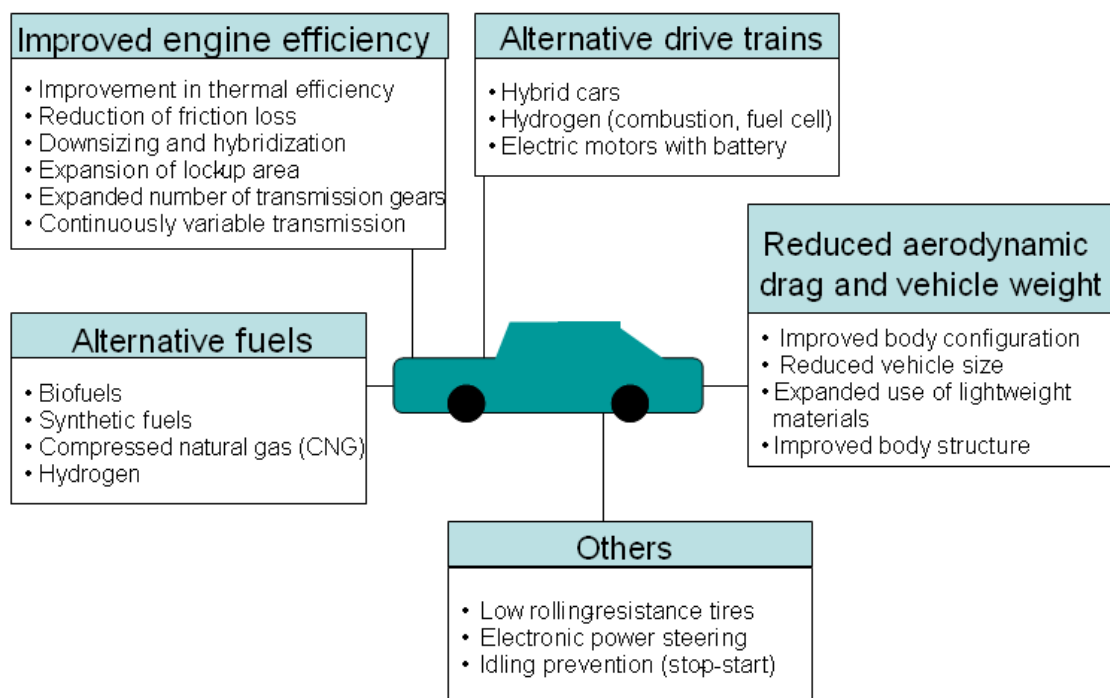 Improved engine efficiency
• Improvement in thermal efficiency
• Reduction of friction loss
• Downsizing and hybridization
• Expansion of lockup area
• Expanded number of transmission gears
• Continuously variable transmission
Alternative drive trains
• Hybrid cars
• Hydrogen (combustion, fuel cell)
• Electric motors with battery
Reduced aerodynamic
drag and vehicle weight
• Improved body configuration
• Reduced vehicle size
• Expanded use of lightweight
materials
• Improved body structure
Alternative fuels
• Biofuels
• Synthetic fuels
• Compressed natural gas (CNG)
• Hydrogen
Others
• Low rolling-resistance tires
• Electronic power steering
• Idling prevention (stop-start)